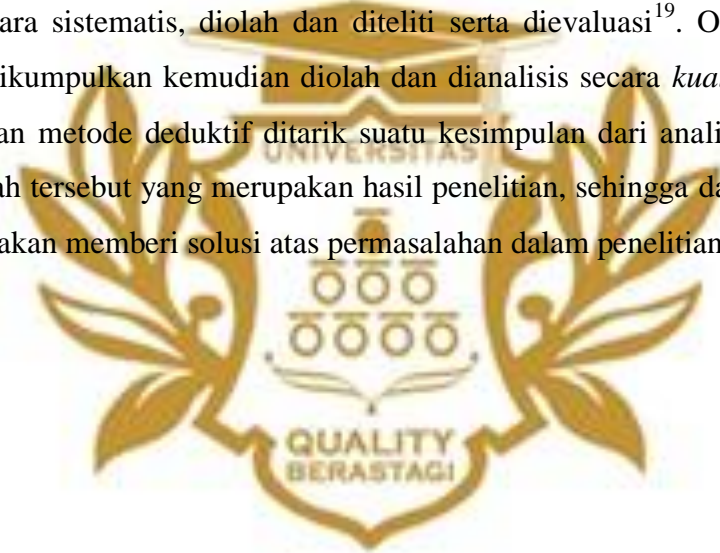 ara sistematis, diolah dan diteliti serta dievaluasi19. O
ikumpulkan kemudian diolah dan dianalisis secara kua
an metode deduktif ditarik suatu kesimpulan dari anali
UNIVERSITAS
ah tersebut yang merupakan hasil penelitian, sehingga da
akan memberi solusi atas permasalahan dalam penelitian
QUALITY
BERASTAGI